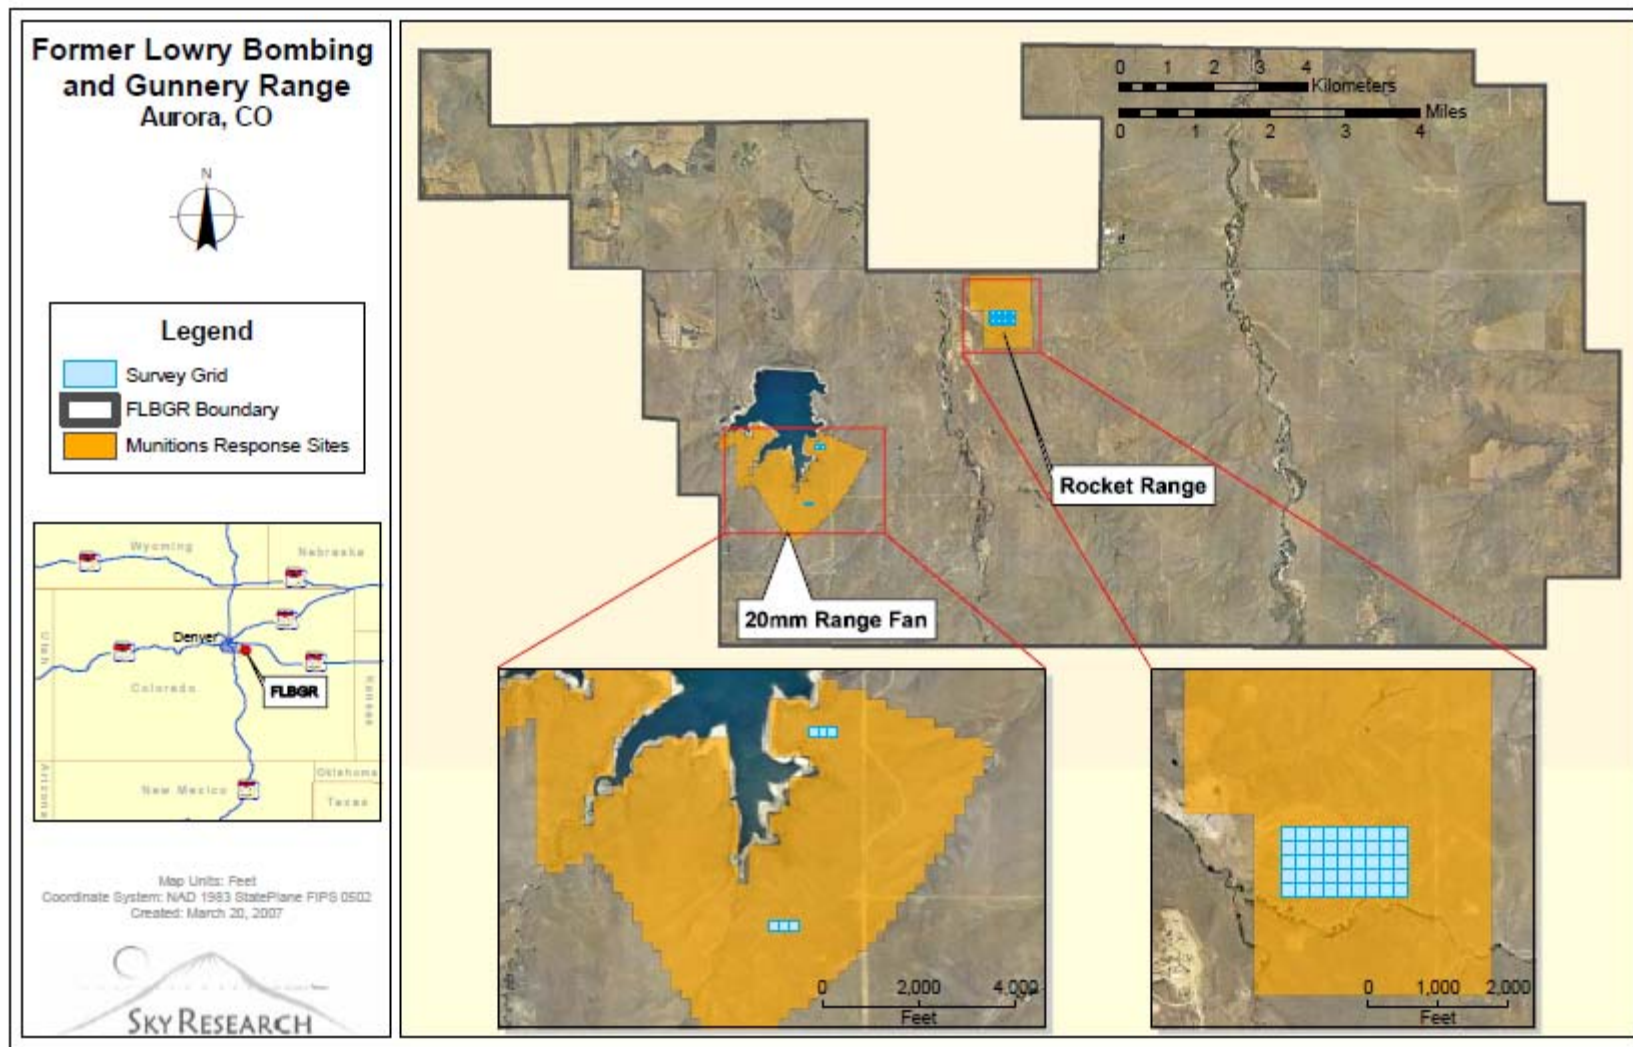 Former Lowry Bombing
and Gunnery Range
Aurora, CO
N
Legend
Survey Grid
FLBGR Boundary
Munitions Response Sites
Wyoming
Nebraska
Utah
Denver
Colorado
FLBGR
Kansas
Arizona
New Mexico
Oklahoma
Texas
Map Units: Feet
Coordinate System: NAD 1983 StatePlane FIPS 0502
Created: March 20, 2007
SKY RESEARCH
0 1 2 3 4
Kilometers
Miles
0 1 2 3 4
Rocket Range
20mm Range Fan
0 2,000 4,000
Feet
0 1,000 2,000
Feet